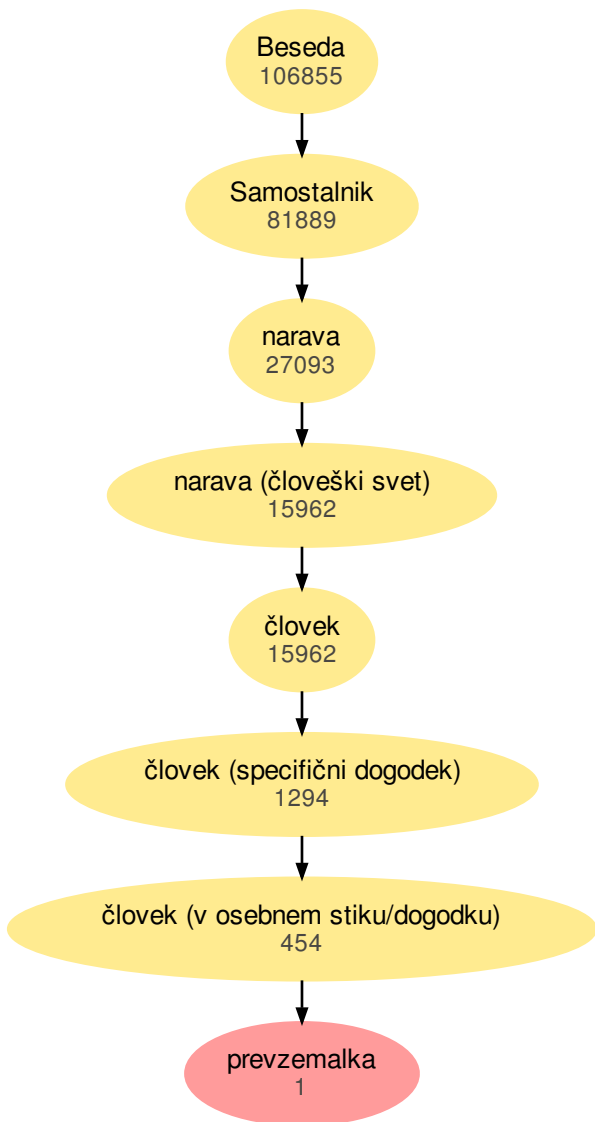 Beseda
106855
Samostalnik
81889
narava
27093
narava (človeški svet)
15962
človek
15962
človek (specifični dogodek)
1294
človek (v osebnem stiku/dogodku)
454
prevzemalka
1